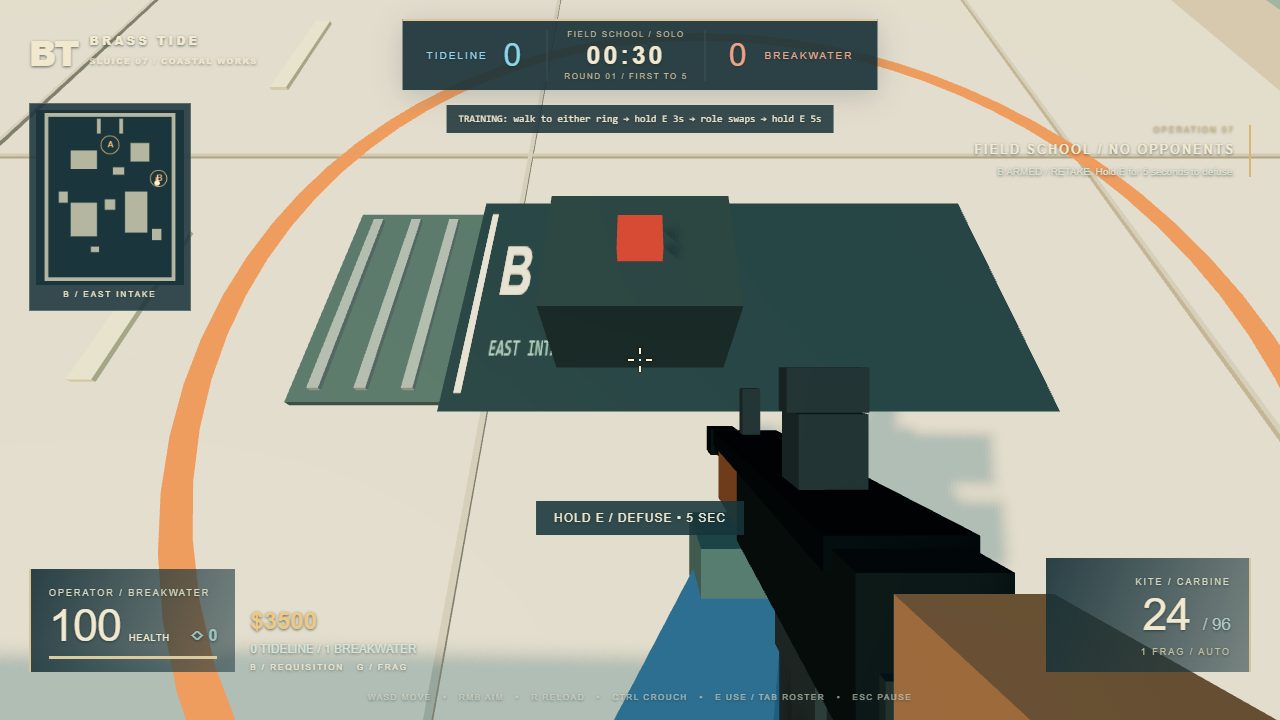 BT
BRASS TIDE
SLUICE 07 / COASTAL WORKS
TIDELINE 0
FIELD SCHOOL / SOLO
00:30
ROUND 01 / FIRST TO 5
0 BREAKWATER
TRAINING: walk to either ring → hold E 3s → role swaps → hold E 5s
OPERATION 07
FIELD SCHOOL / NO OPPONENTS
B ARMED / RETAKE. Hold E for 5 seconds to defuse.
A
B
B / EAST INTAKE
B
EAST INT
HOLD E / DEFUSE • 5 SEC
OPERATOR / BREAKWATER
100 HEALTH 0
$3500
0 TIDELINE / 1 BREAKWATER
B / REQUISITION G / FRAG
KITE / CARBINE
24 / 96
1 FRAG / AUTO
WASD MOVE • RMB AIM • R RELOAD • CTRL CROUCH • E USE / TAB ROSTER • ESC PAUSE